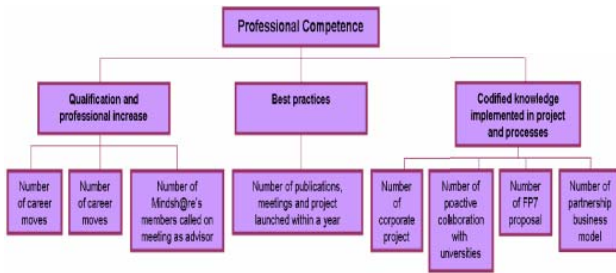 Professional Competence
Qualification and
professional increase
Best practices
Codified knowledge
implemented in project
and processes
Number
of career
moves
Number
of career
moves
Number of
Mindsh@re's
members called on
meeting as advisor
Number of publications,
meetings and project
launched within a year
Number
of
corporate
project
Number of
poactive
colaboration
with
unversities
Number
of FP7
proposal
Number of
partnership
business
model